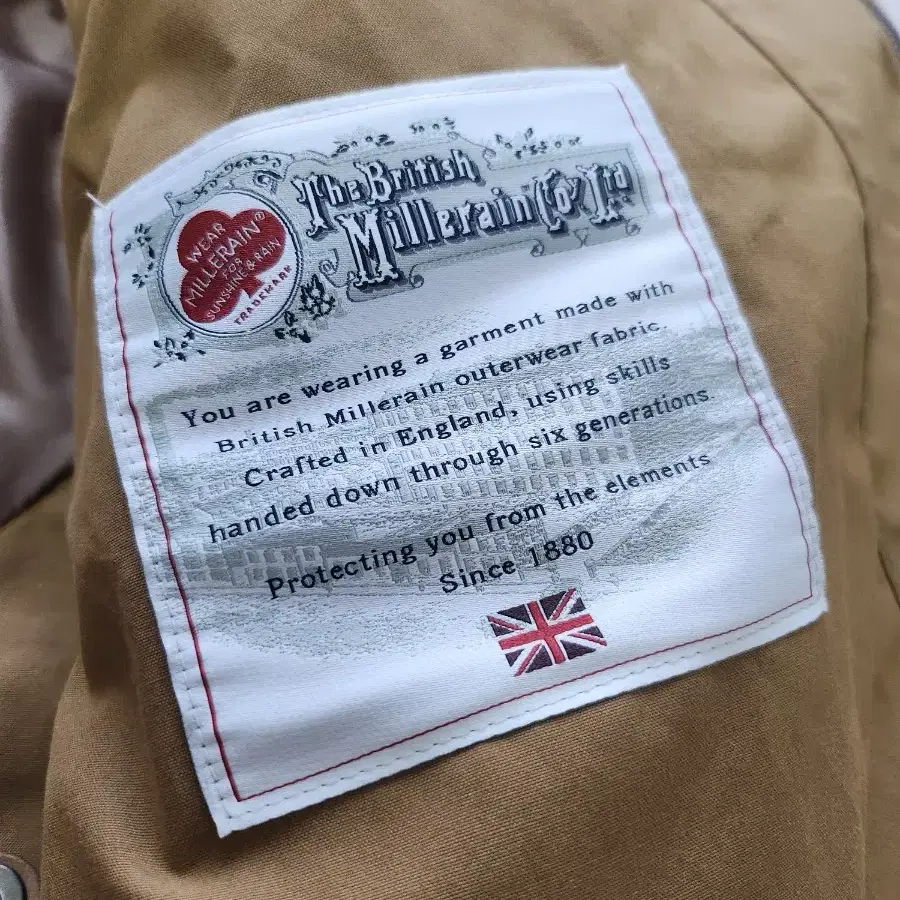 The British
Millerain Co. Ltd
®
WEAR
MILLERAIN®
FOR
SUNSHINE & RAIN
TRADEMARK
You are wearing a garment made with
British Millerain outerwear fabric.
Crafted in England, using skills
handed down through six generations.
Protecting you from the elements
Since 1880